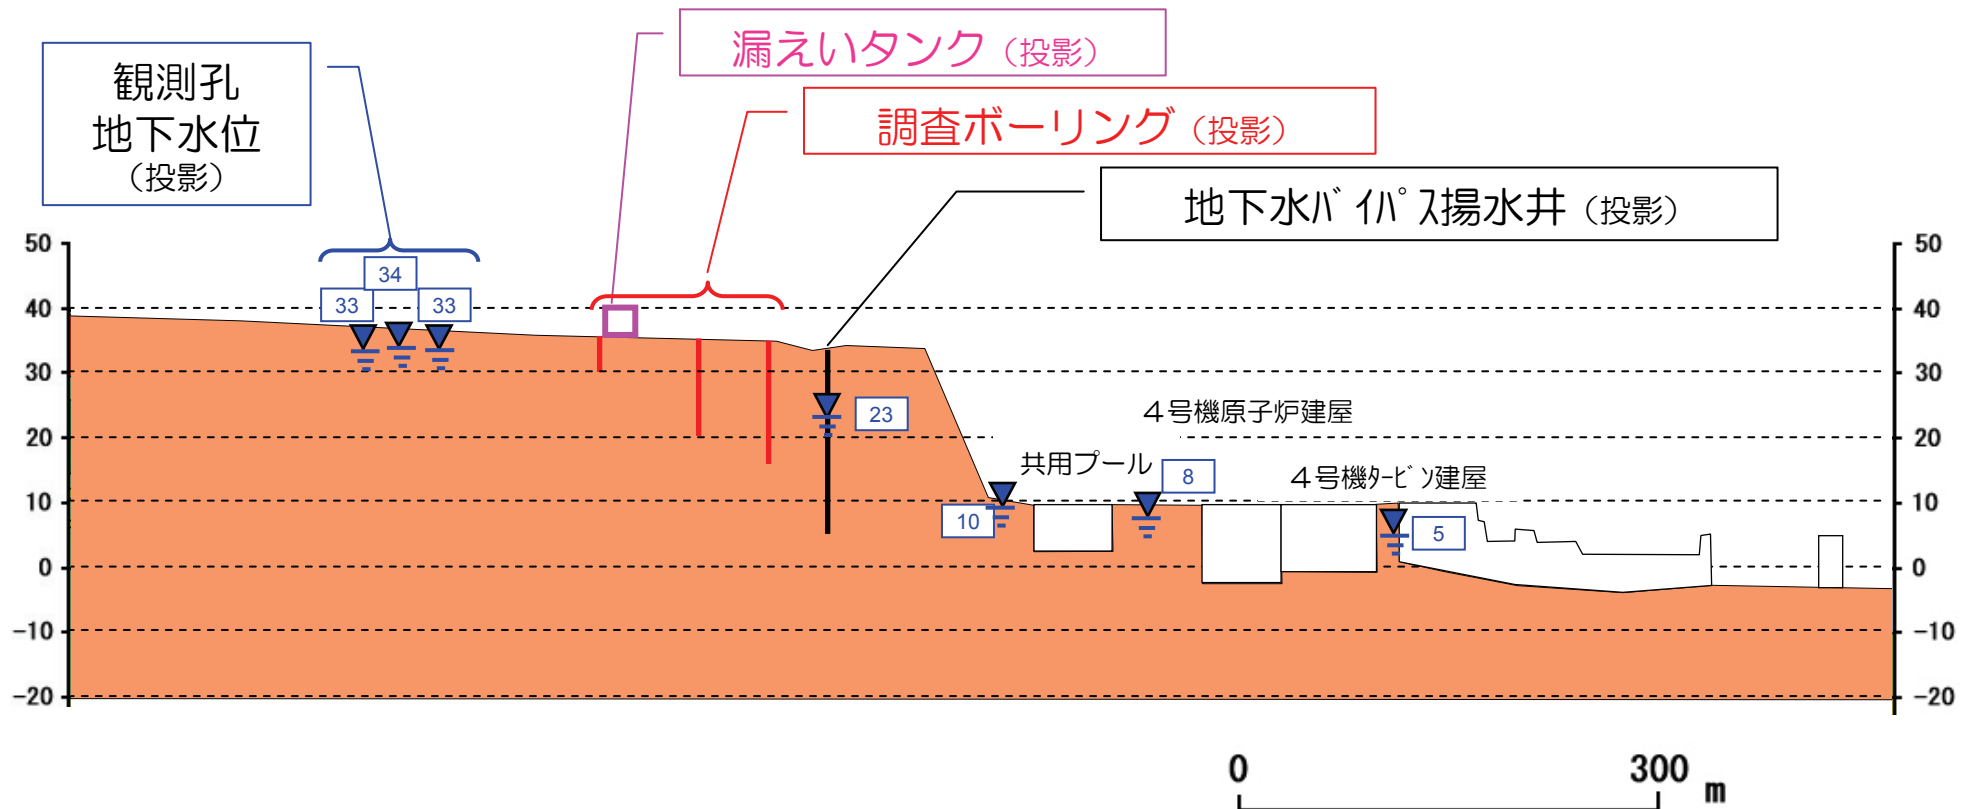 漏えいタンク（投影）
観測孔
地下水位
（投影）
調査ボーリング（投影）
地下水ﾊﾞｲﾊﾟｽ揚水井（投影）
50
40
30
20
10
0
-10
-20
34
33
33
23
4号機原子炉建屋
共用プール
8
4号機ﾀｰﾋﾞﾝ建屋
10
5
50
40
30
20
10
0
-10
-20
0 300 m